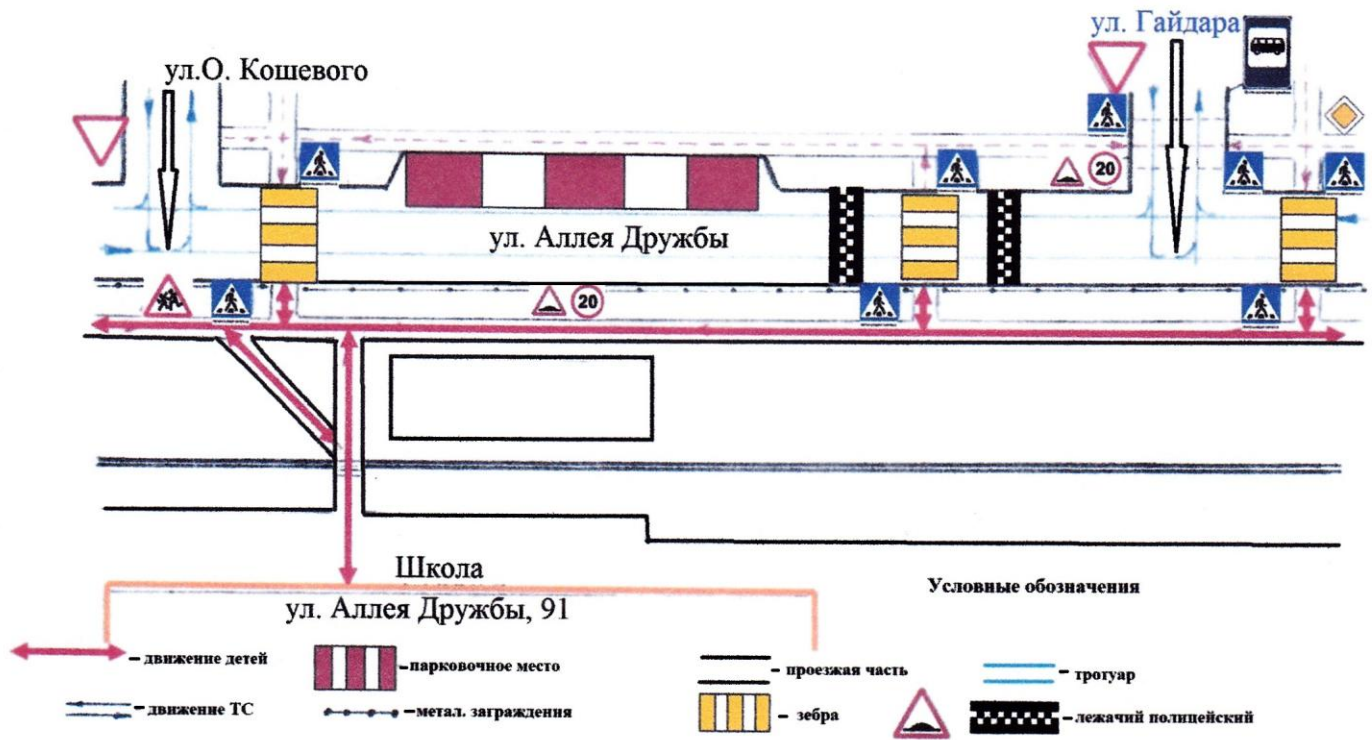 ул. Гайдара
ул.О. Кошевого
20
ул. Аллея Дружбы
20
Школа
ул. Аллея Дружбы, 91
Условные обозначения
– движение детей
–парковочное место
– проезжая часть
– тротуар
– движение ТС
–метал. заграждения
– зебра
–лежачий полицейский